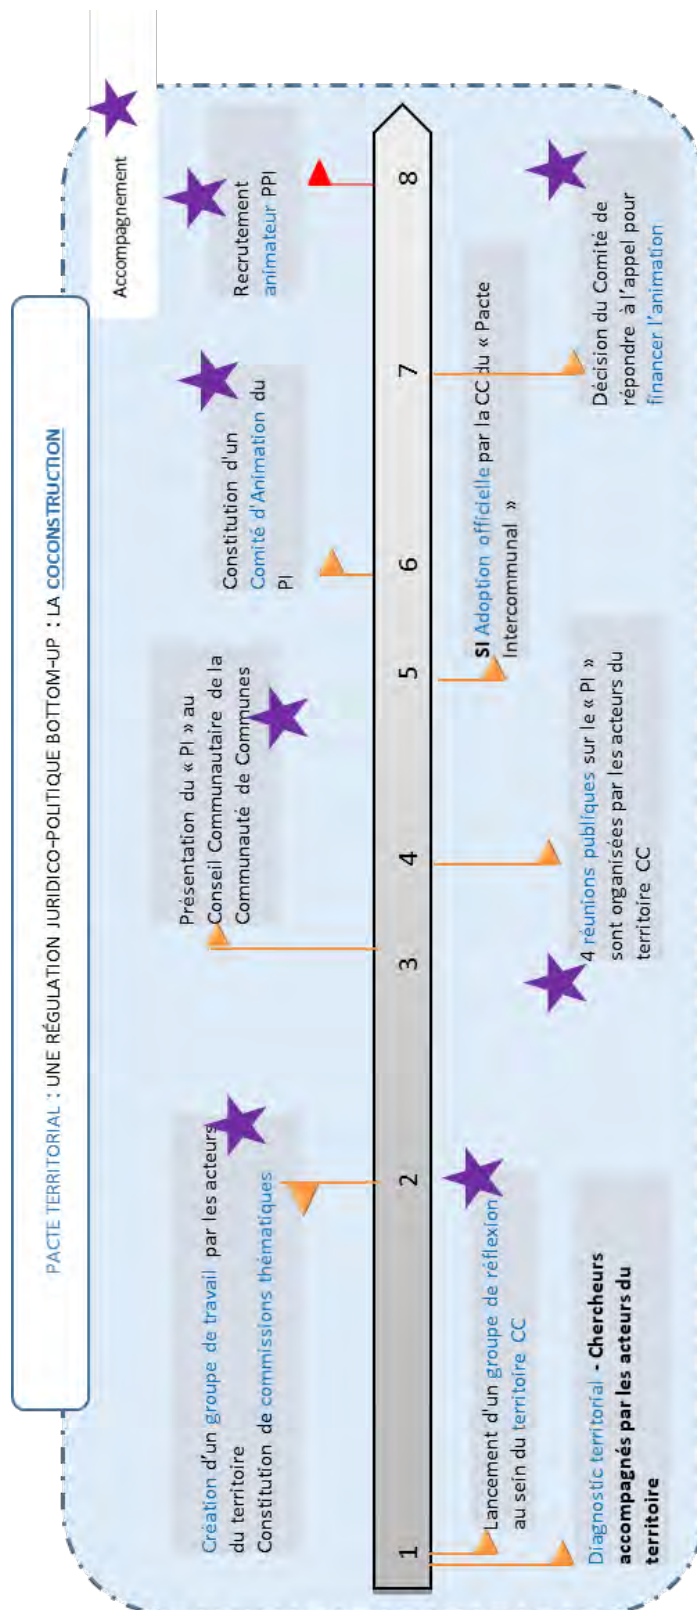 PACTE TERRITORIAL : UNE RÉGULATION JURIDICO-POLITIQUE BOTTOM-UP : LA COCONSTRUCTION
Accompagnement
Création d'un groupe de travail par les acteurs
du territoire
Constitution de commissions thématiques
Présentation du « PI » au
Conseil Communautaire de la
Communauté de Communes
Constitution d'un
Comité d'Animation du
PI
Recrutement
animateur PPI
1
2
3
4
5
6
7
8
Lancement d'un groupe de réflexion
au sein du territoire CC
Diagnostic territorial - Chercheurs
accompagnés par les acteurs du
territoire
4 réunions publiques sur le « PI »
sont organisées par les acteurs du
territoire CC
SI Adoption officielle par la CC du « Pacte
Intercommunal »
Décision du Comité de
répondre à l'appel pour
financer l'animation